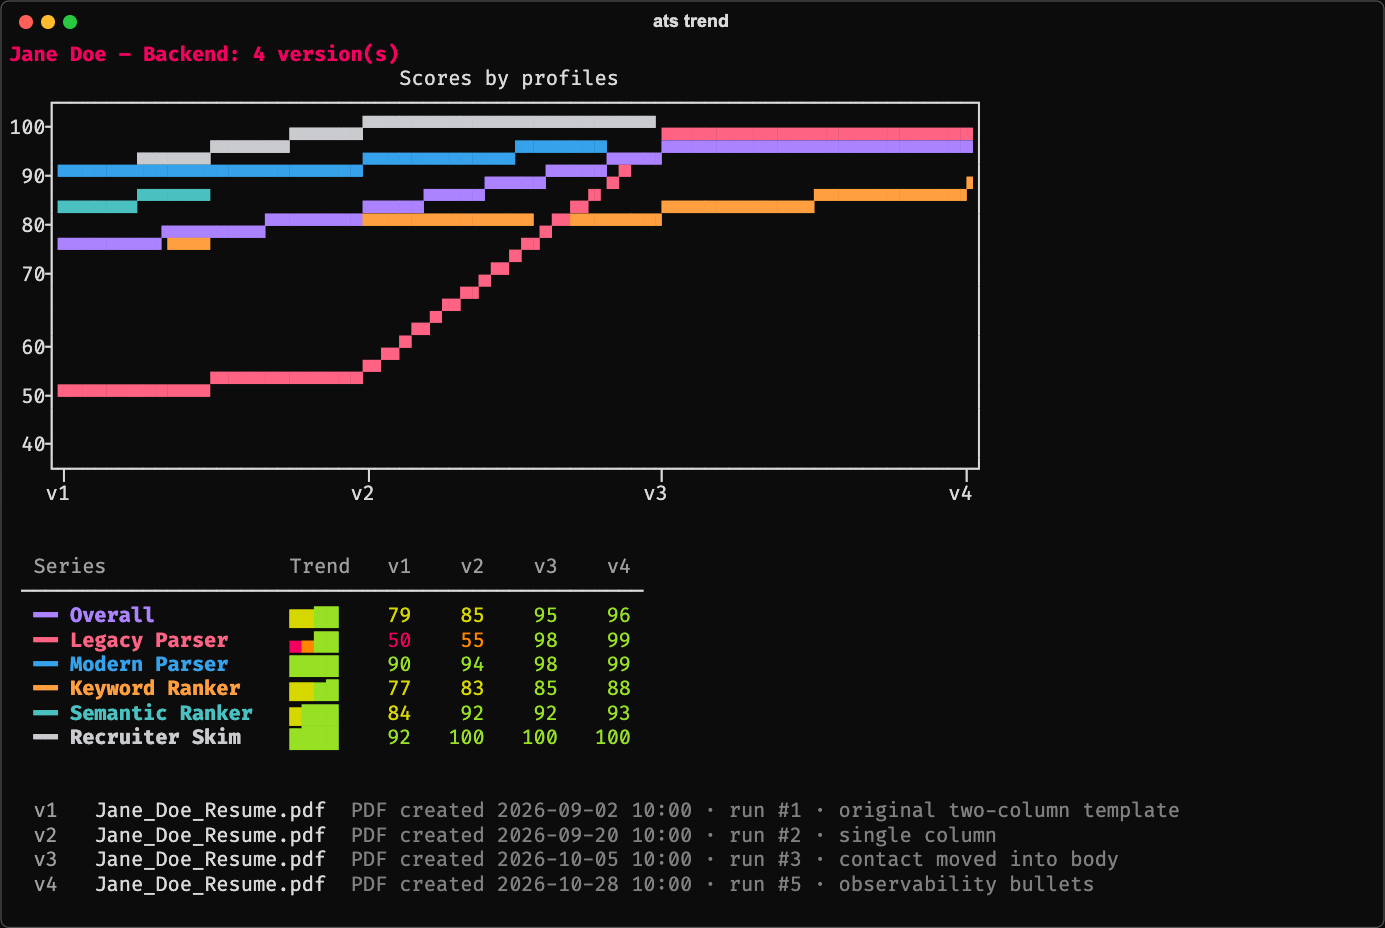 ats trend
Jane Doe — Backend: 4 version(s)
Scores by profiles
100
90
80
70
60
50
40
v1 v2 v3 v4
Series Trend v1 v2 v3 v4
Overall 79 85 95 96
Legacy Parser 50 55 98 99
Modern Parser 90 94 98 99
Keyword Ranker 77 83 85 88
Semantic Ranker 84 92 92 93
Recruiter Skim 92 100 100 100
v1 Jane_Doe_Resume.pdf PDF created 2026-09-02 10:00 · run #1 · original two-column template
v2 Jane_Doe_Resume.pdf PDF created 2026-09-20 10:00 · run #2 · single column
v3 Jane_Doe_Resume.pdf PDF created 2026-10-05 10:00 · run #3 · contact moved into body
v4 Jane_Doe_Resume.pdf PDF created 2026-10-28 10:00 · run #5 · observability bullets